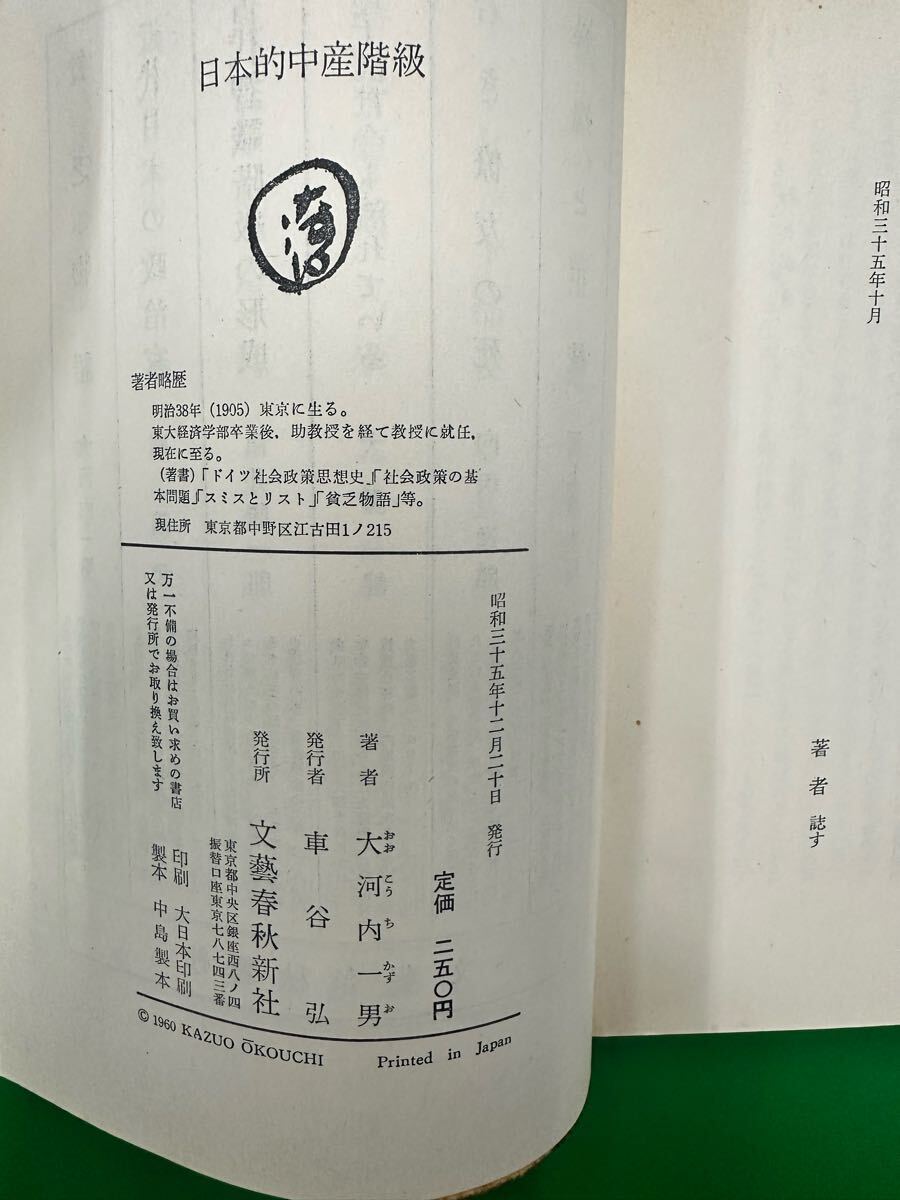 日本的中産階級
著者略歴
明治38年 (1905) 東京に生る。
東大経済学部卒業後，助教授を経て教授に就任，
現在に至る。
（著書）「ドイツ社会政策思想史」「社会政策の基
本問題」「スミスとリスト」「貧乏物語」等。
現住所 東京都中野区江古田1ノ215
昭和三十五年十二月二十日 発行
定価 二五〇円
著者 大河内一男
おおこうちかずお
発行者 車谷弘
発行所 文藝春秋新社
東京都中央区銀座西八ノ四
振替口座東京七八七四三番
印刷 大日本印刷
製本 中島製本
万一不備の場合はお買い求めの書店
又は発行所でお取り換え致します
© 1960 KAZUO ŌKOUCHI Printed in Japan
昭和三十五年十月
著者 誌す